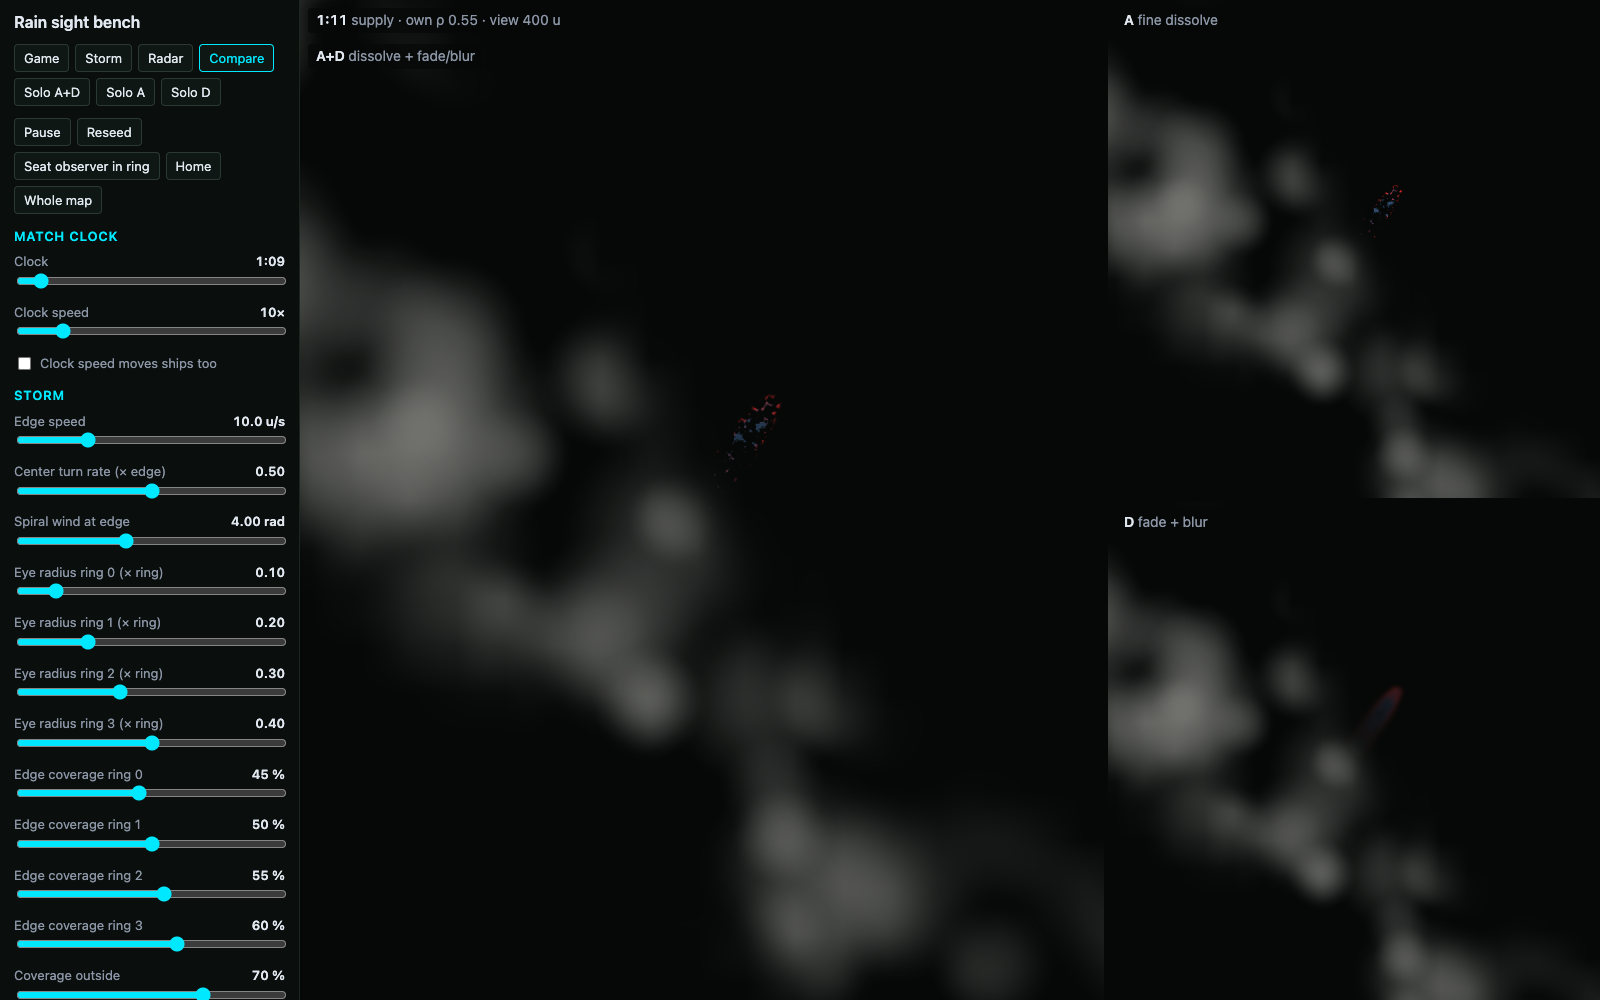 Rain sight bench
Game Storm Radar Compare
Solo A+D Solo A Solo D
Pause Reseed
Seat observer in ring Home
Whole map
MATCH CLOCK
Clock 1:09
Clock speed 10×
Clock speed moves ships too
STORM
Edge speed 10.0 u/s
Center turn rate (× edge) 0.50
Spiral wind at edge 4.00 rad
Eye radius ring 0 (× ring) 0.10
Eye radius ring 1 (× ring) 0.20
Eye radius ring 2 (× ring) 0.30
Eye radius ring 3 (× ring) 0.40
Edge coverage ring 0 45 %
Edge coverage ring 1 50 %
Edge coverage ring 2 55 %
Edge coverage ring 3 60 %
Coverage outside 70 %
1:11 supply · own ρ 0.55 · view 400 u
A+D dissolve + fade/blur
A fine dissolve
D fade + blur